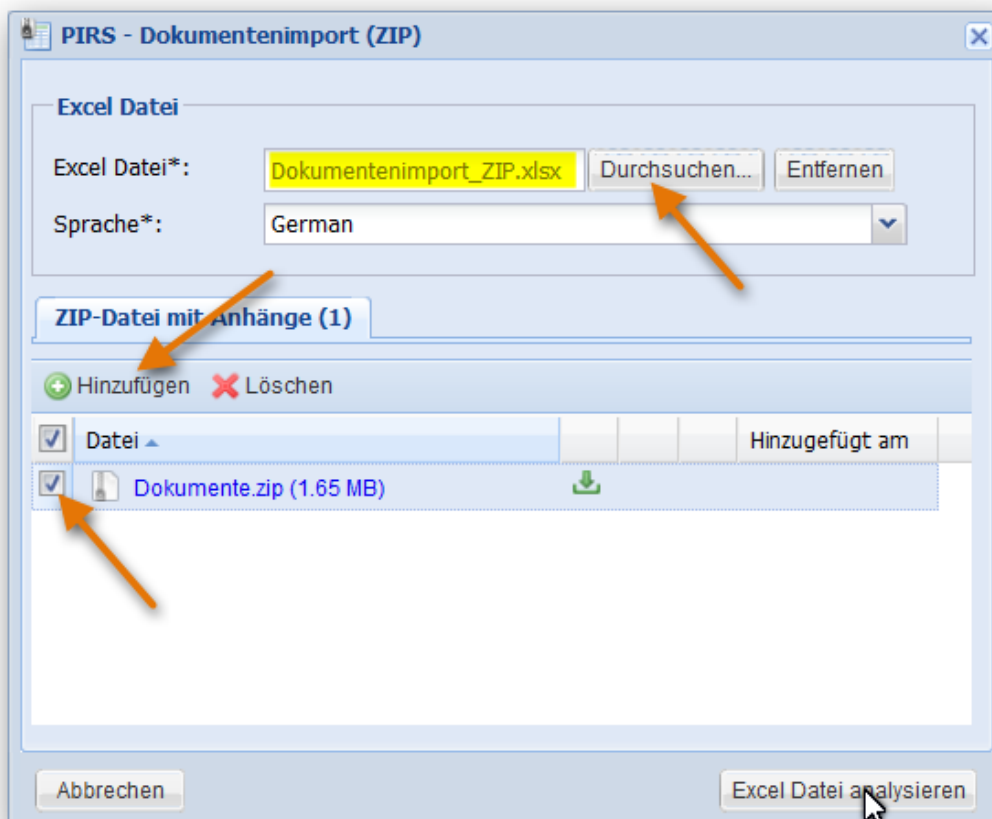 PIRS - Dokumentenimport (ZIP)
Excel Datei
Excel Datei*: Dokumentenimport_ZIP.xlsx Durchsuchen... Entfernen
Sprache*: German
ZIP-Datei mit Anhänge (1)
Hinzufügen Löschen
Datei Hinzugefügt am
Dokumente.zip (1.65 MB)
Abbrechen Excel Datei analysieren